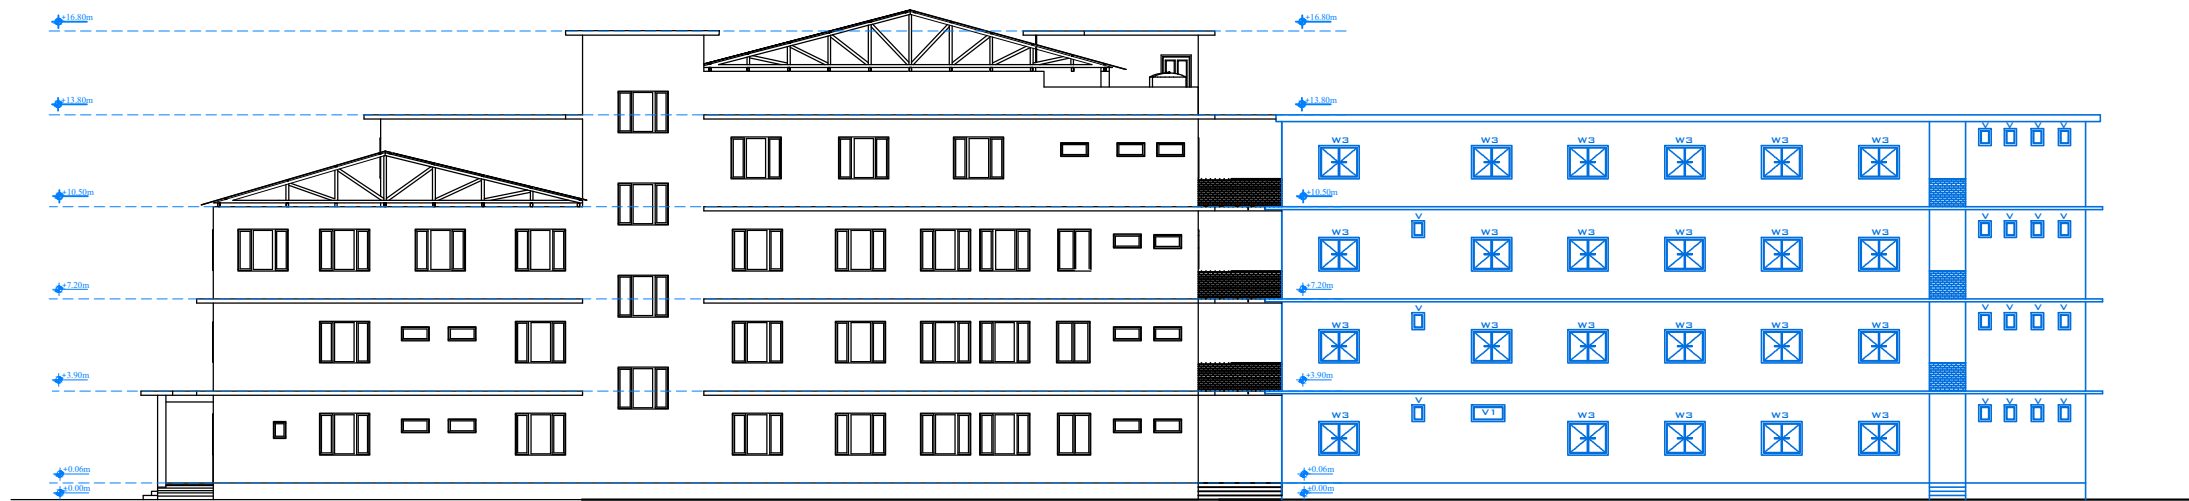 +16.80m +16.80m
+13.80m +13.80m
V V V V
W3 W3 W3 W3 W3 W3
+10.50m +10.50m
V V V V V
W3 W3 W3 W3 W3 W3
+7.20m +7.20m
V V V V V
W3 W3 W3 W3 W3 W3
+3.90m +3.90m
V V V V V
V1
W3 W3 W3 W3 W3
+0.06m +0.06m
+0.00m +0.00m